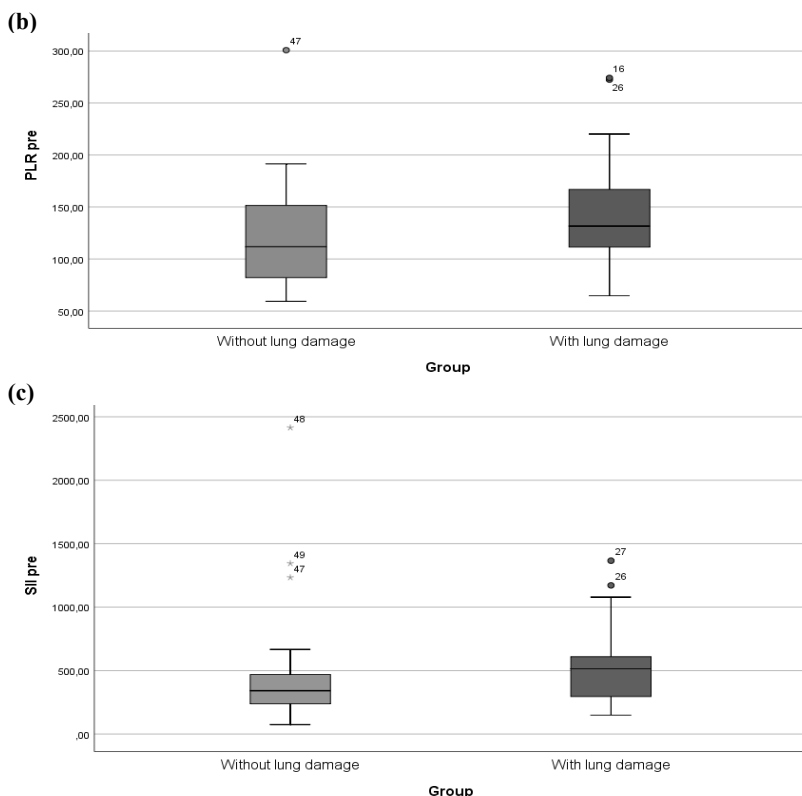 (b)
300,00
250,00
200,00
150,00
100,00
50,00
PLR pre
47
16
26
Without lung damage
With lung damage
Group
(c)
2500,00
2000,00
1500,00
1000,00
500,00
,00
SII pre
48
49
47
27
26
Without lung damage
With lung damage
Group